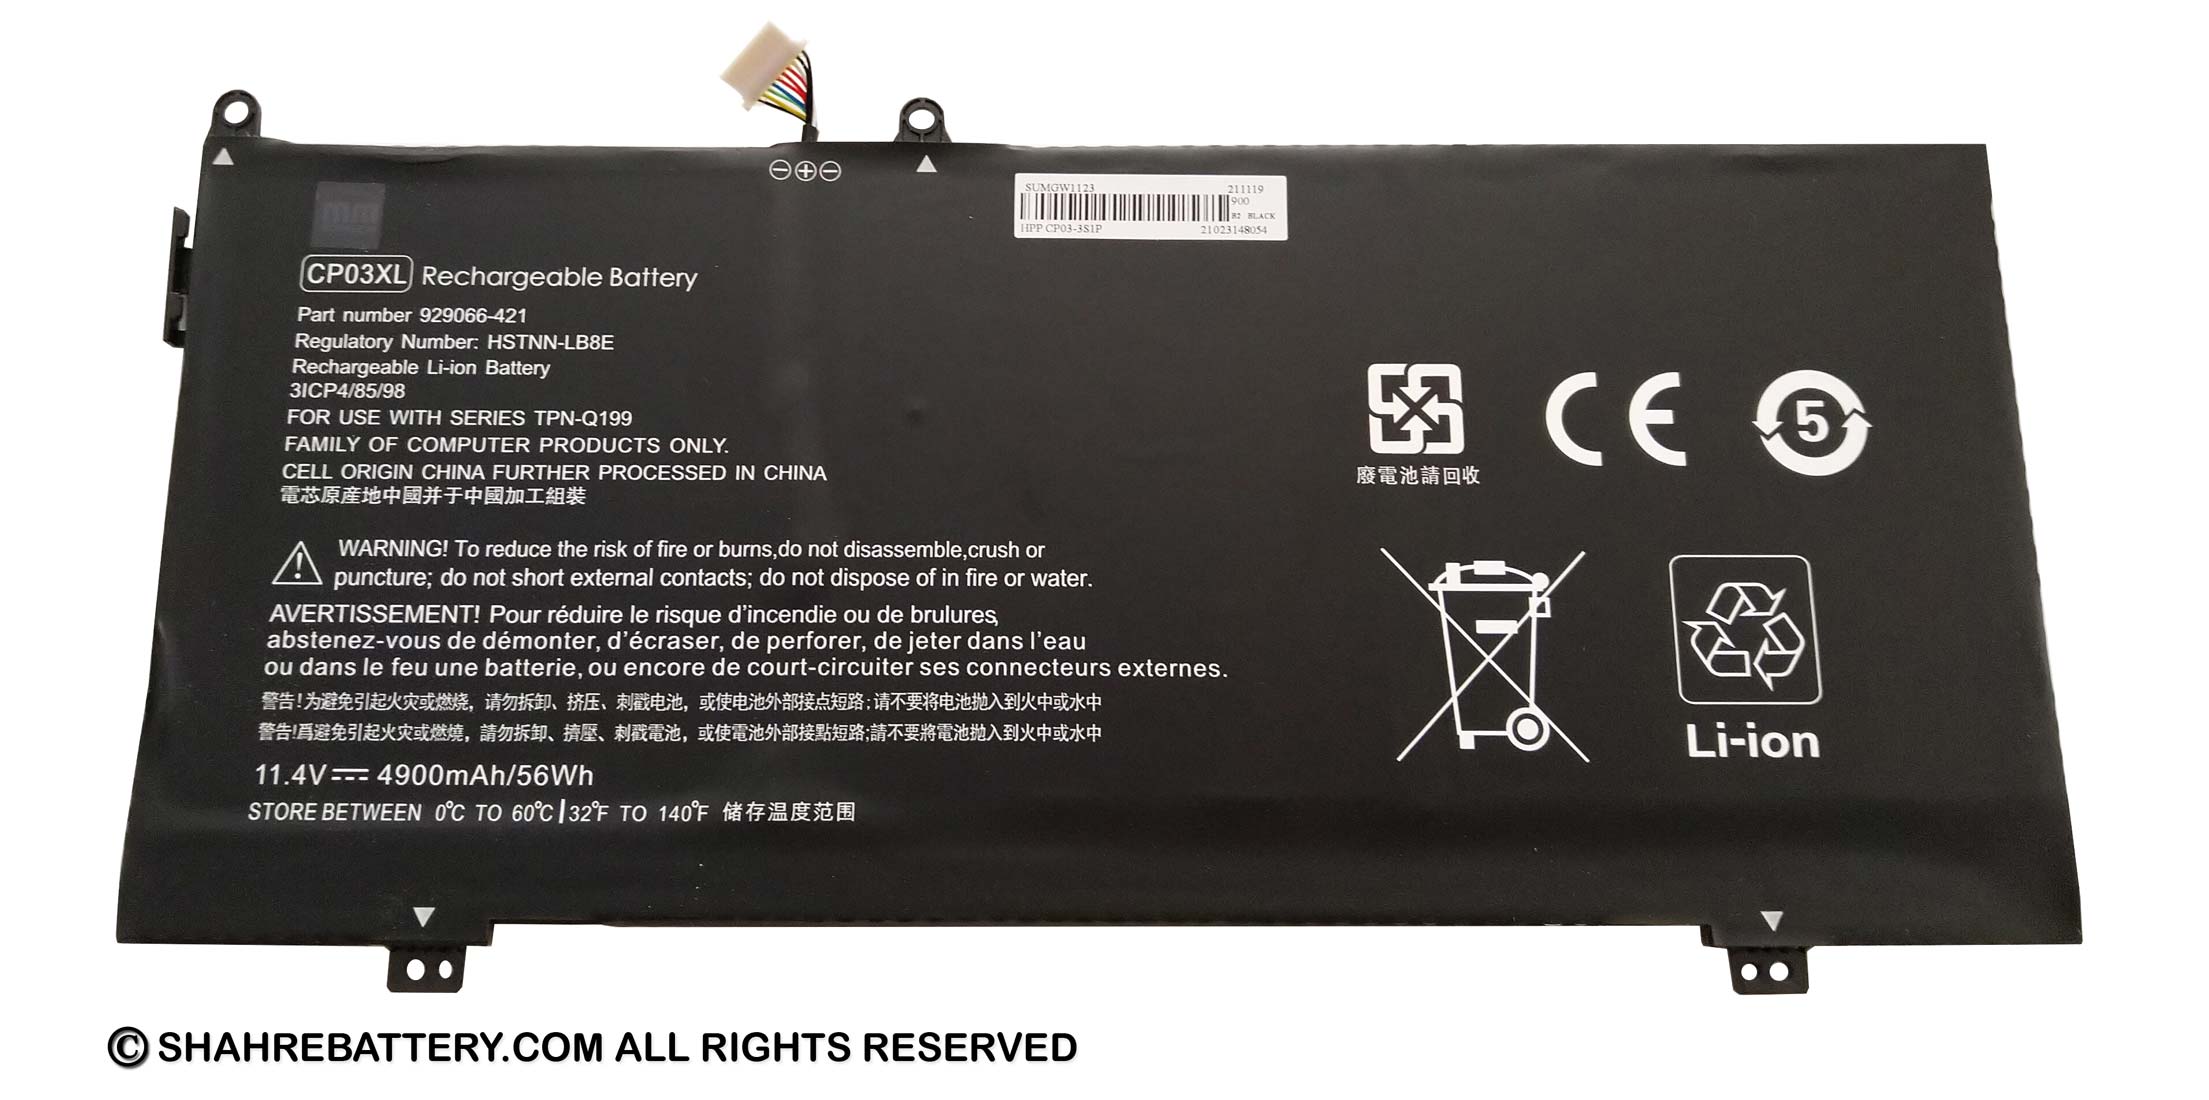 SUMGW1123 211119
900
B2 BLACK
HPP CP03-3S1P 21023148054
CP03XL Rechargeable Battery
Part number 929066-421
Regulatory Number: HSTNN-LB8E
Rechargeable Li-ion Battery
3ICP4/85/98
FOR USE WITH SERIES TPN-Q199
FAMILY OF COMPUTER PRODUCTS ONLY.
CELL ORIGIN CHINA FURTHER PROCESSED IN CHINA
電芯原産地中國并于中國加工組裝
WARNING! To reduce the risk of fire or burns,do not disassemble,crush or
puncture; do not short external contacts; do not dispose of in fire or water.
AVERTISSEMENT! Pour réduire le risque d'incendie ou de brulures,
abstenez-vous de démonter, d'écraser, de perforer, de jeter dans l'eau
ou dans le feu une batterie, ou encore de court-circuiter ses connecteurs externes.
警告!为避免引起火灾或燃烧，请勿拆卸、挤压、刺戳电池，或使电池外部接点短路;请不要将电池抛入到火中或水中
警告!爲避免引起火灾或燃燒，請勿拆卸、擠壓、刺戳電池，或使電池外部接點短路;請不要將電池抛入到火中或水中
11.4V 4900mAh/56Wh
STORE BETWEEN 0℃ TO 60℃|32℉ TO 140℉ 储存温度范围
廢電池請回收
CE
5
Li-ion
© SHAHREBATTERY.COM ALL RIGHTS RESERVED